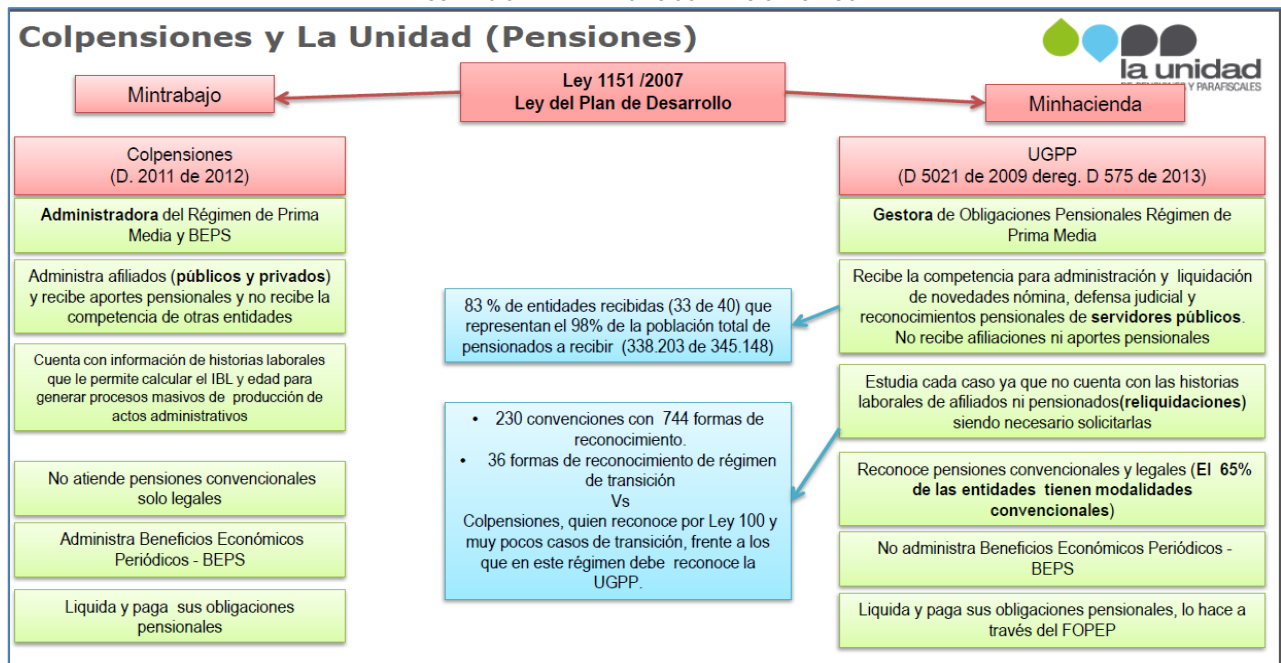 Colpensiones y La Unidad (Pensiones)
la unidad
Y PARAFISCALES
Mintrabajo
Ley 1151 /2007
Ley del Plan de Desarrollo
Minhacienda
Colpensiones
(D. 2011 de 2012)
Administradora del Régimen de Prima
Media y BEPS
Administra afiliados (públicos y privados)
y recibe aportes pensionales y no recibe la
competencia de otras entidades
Cuenta con información de historias laborales
que le permite calcular el IBL y edad para
generar procesos masivos de producción de
actos administrativos
No atiende pensiones convencionales
solo legales
Administra Beneficios Económicos
Periódicos - BEPS
Liquida y paga sus obligaciones
pensionales
83 % de entidades recibidas (33 de 40) que
representan el 98% de la población total de
pensionados a recibir (338.203 de 345.148)
• 230 convenciones con 744 formas de
reconocimiento.
• 36 formas de reconocimiento de régimen
de transición
Vs
Colpensiones, quien reconoce por Ley 100 y
muy pocos casos de transición, frente a los
que en este régimen debe reconoce la
UGPP.
UGPP
(D 5021 de 2009 dereg. D 575 de 2013)
Gestora de Obligaciones Pensionales Régimen de
Prima Media
Recibe la competencia para administración y liquidación
de novedades nómina, defensa judicial y
reconocimientos pensionales de servidores públicos.
No recibe afiliaciones ni aportes pensionales
Estudia cada caso ya que no cuenta con las historias
laborales de afiliados ni pensionados(reliquidaciones)
siendo necesario solicitarlas
Reconoce pensiones convencionales y legales (El 65%
de las entidades tienen modalidades
convencionales)
No administra Beneficios Económicos Periódicos -
BEPS
Liquida y paga sus obligaciones pensionales, lo hace a
través del FOPEP